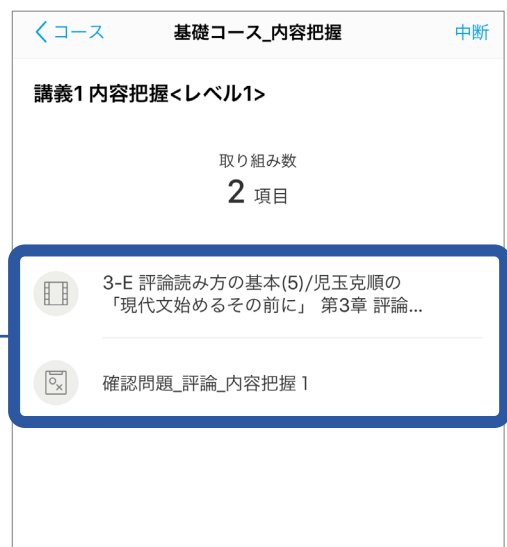 コース 基礎コース_内容把握 中断
講義1 内容把握<レベル1>
取り組み数
2 項目
3-E 評論読み方の基本(5)/児玉克順の
「現代文始めるその前に」 第3章 評論...
確認問題_評論_内容把握1